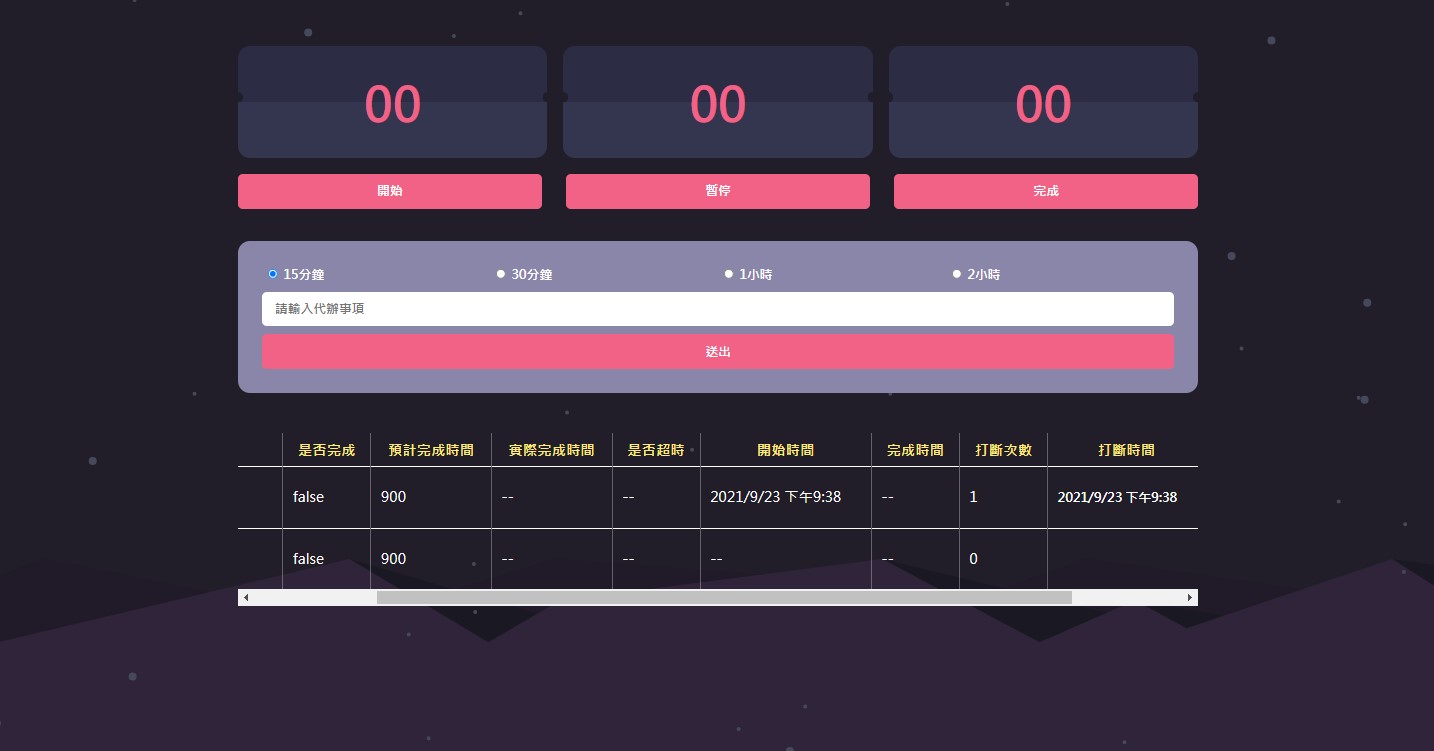 00 00 00
開始 暫停 完成
15分鐘 30分鐘 1小時 2小時
請輸入代辦事項
送出
是否完成 預計完成時間 實際完成時間 是否超時 開始時間 完成時間 打斷次數 打斷時間
false 900 -- -- 2021/9/23 下午9:38 -- 1 2021/9/23 下午9:38
false 900 -- -- -- -- 0